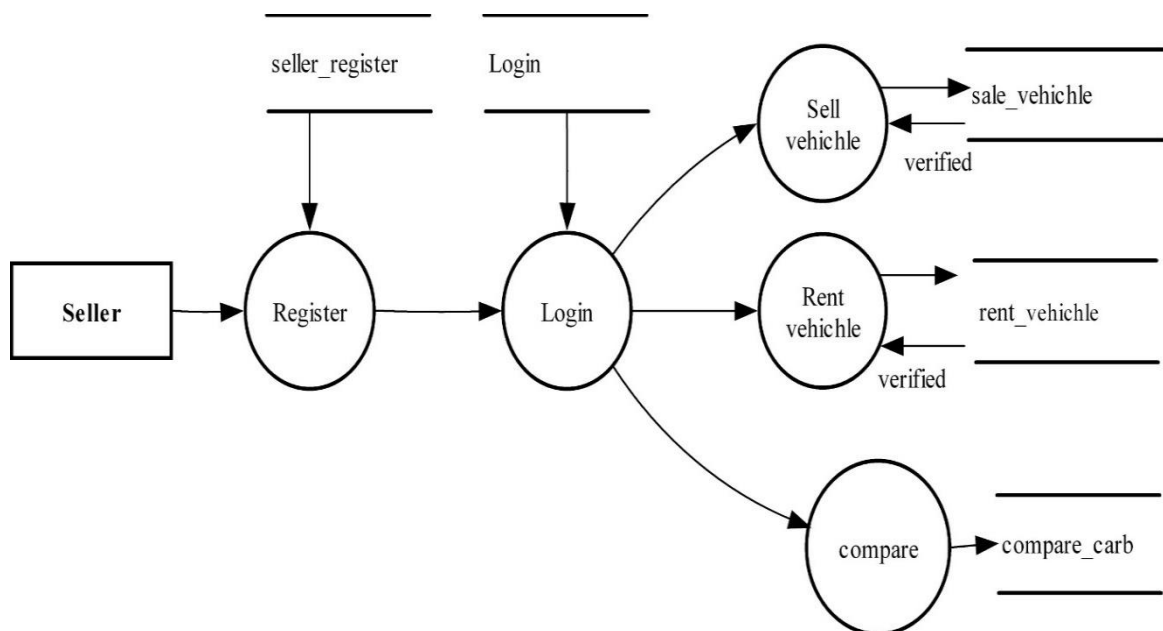 seller_register
Login
Sell
vehichle
sale_vehichle
verified
Seller
Register
Login
Rent
vehichle
rent_vehichle
verified
compare
compare_carb